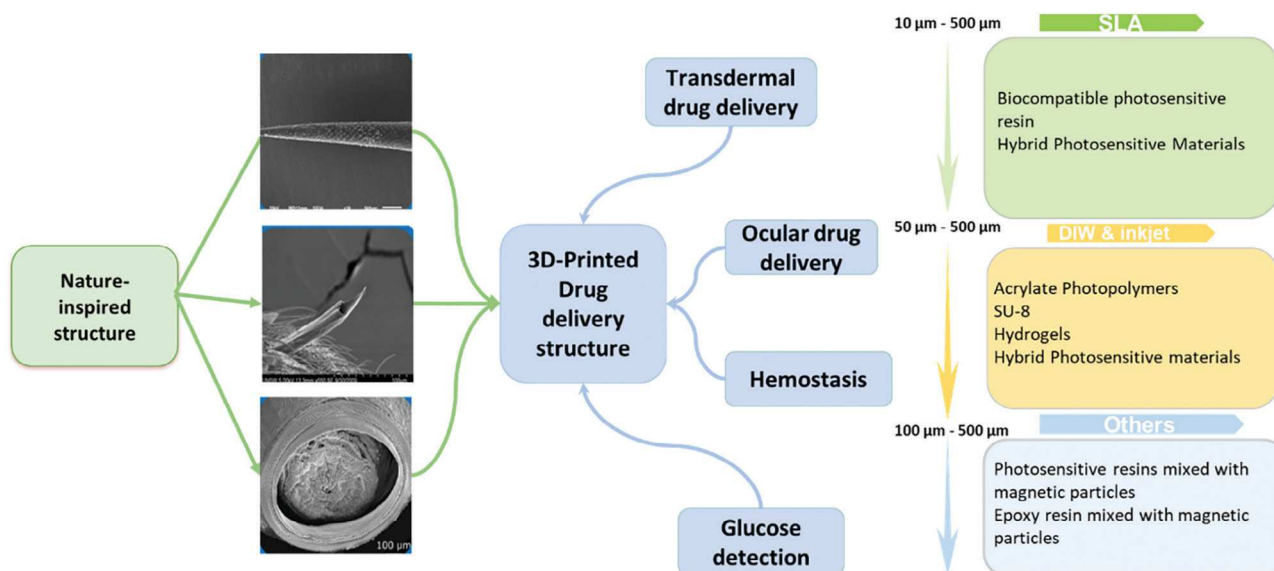 Nature-
inspired
structure
100 µm
Transdermal
drug delivery
3D-Printed
Drug
delivery
structure
Ocular drug
delivery
Hemostasis
Glucose
detection
10 µm - 500 µm
SLA
Biocompatible photosensitive
resin
Hybrid Photosensitive Materials
50 µm - 500 µm
DIW & inkjet
Acrylate Photopolymers
SU-8
Hydrogels
Hybrid Photosensitive materials
100 µm - 500 µm
Others
Photosensitive resins mixed with
magnetic particles
Epoxy resin mixed with magnetic
particles